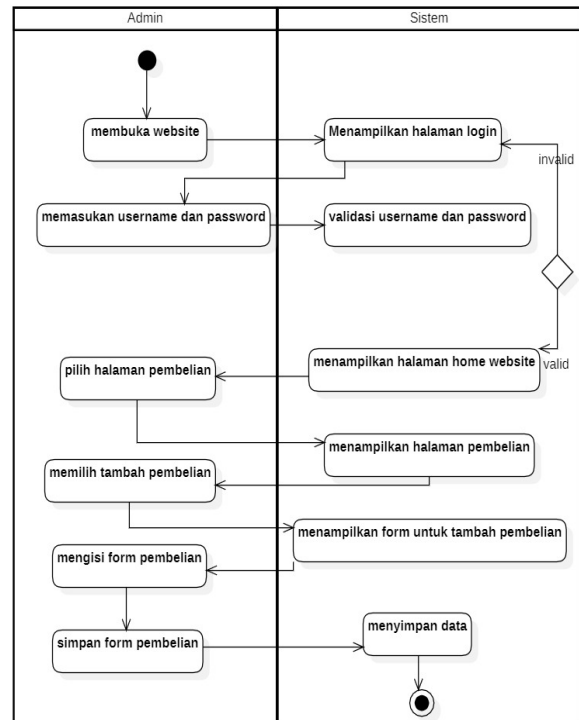 Admin
Sistem
membuka website
Menampilkan halaman login
invalid
memasukan username dan password
validasi username dan password
menampilkan halaman home website
valid
pilih halaman pembelian
menampilkan halaman pembelian
memilih tambah pembelian
menampilkan form untuk tambah pembelian
mengisi form pembelian
menyimpan data
simpan form pembelian